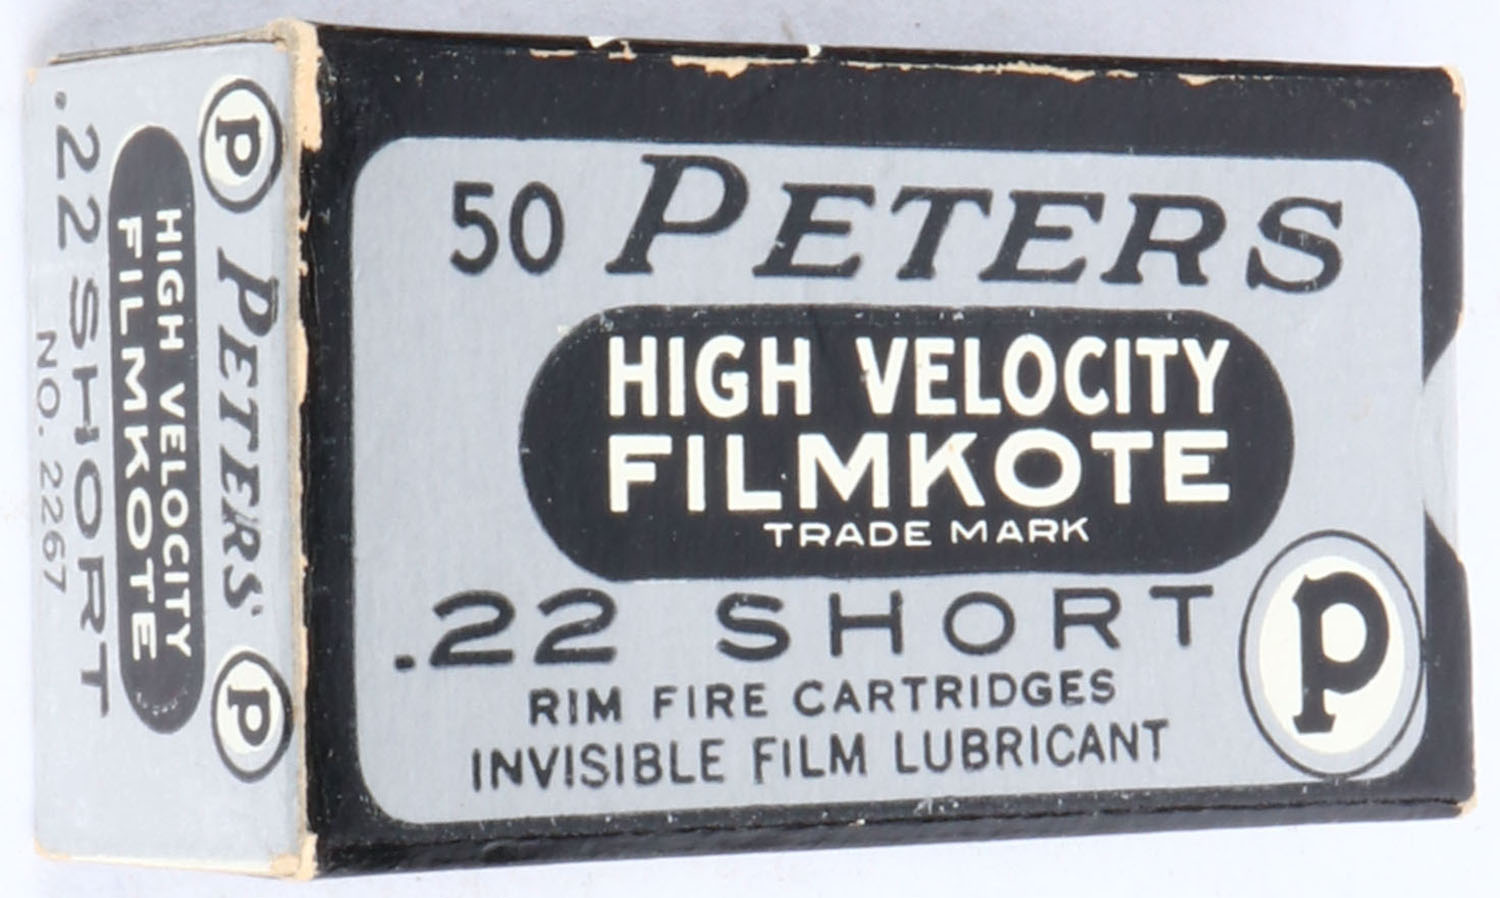 50 PETERS
HIGH VELOCITY
FILMKOTE
TRADE MARK
.22 SHORT
RIM FIRE CARTRIDGES
INVISIBLE FILM LUBRICANT
P
P PETERS P
HIGH VELOCITY
FILMKOTE
.22 SHORT
NO. 2267